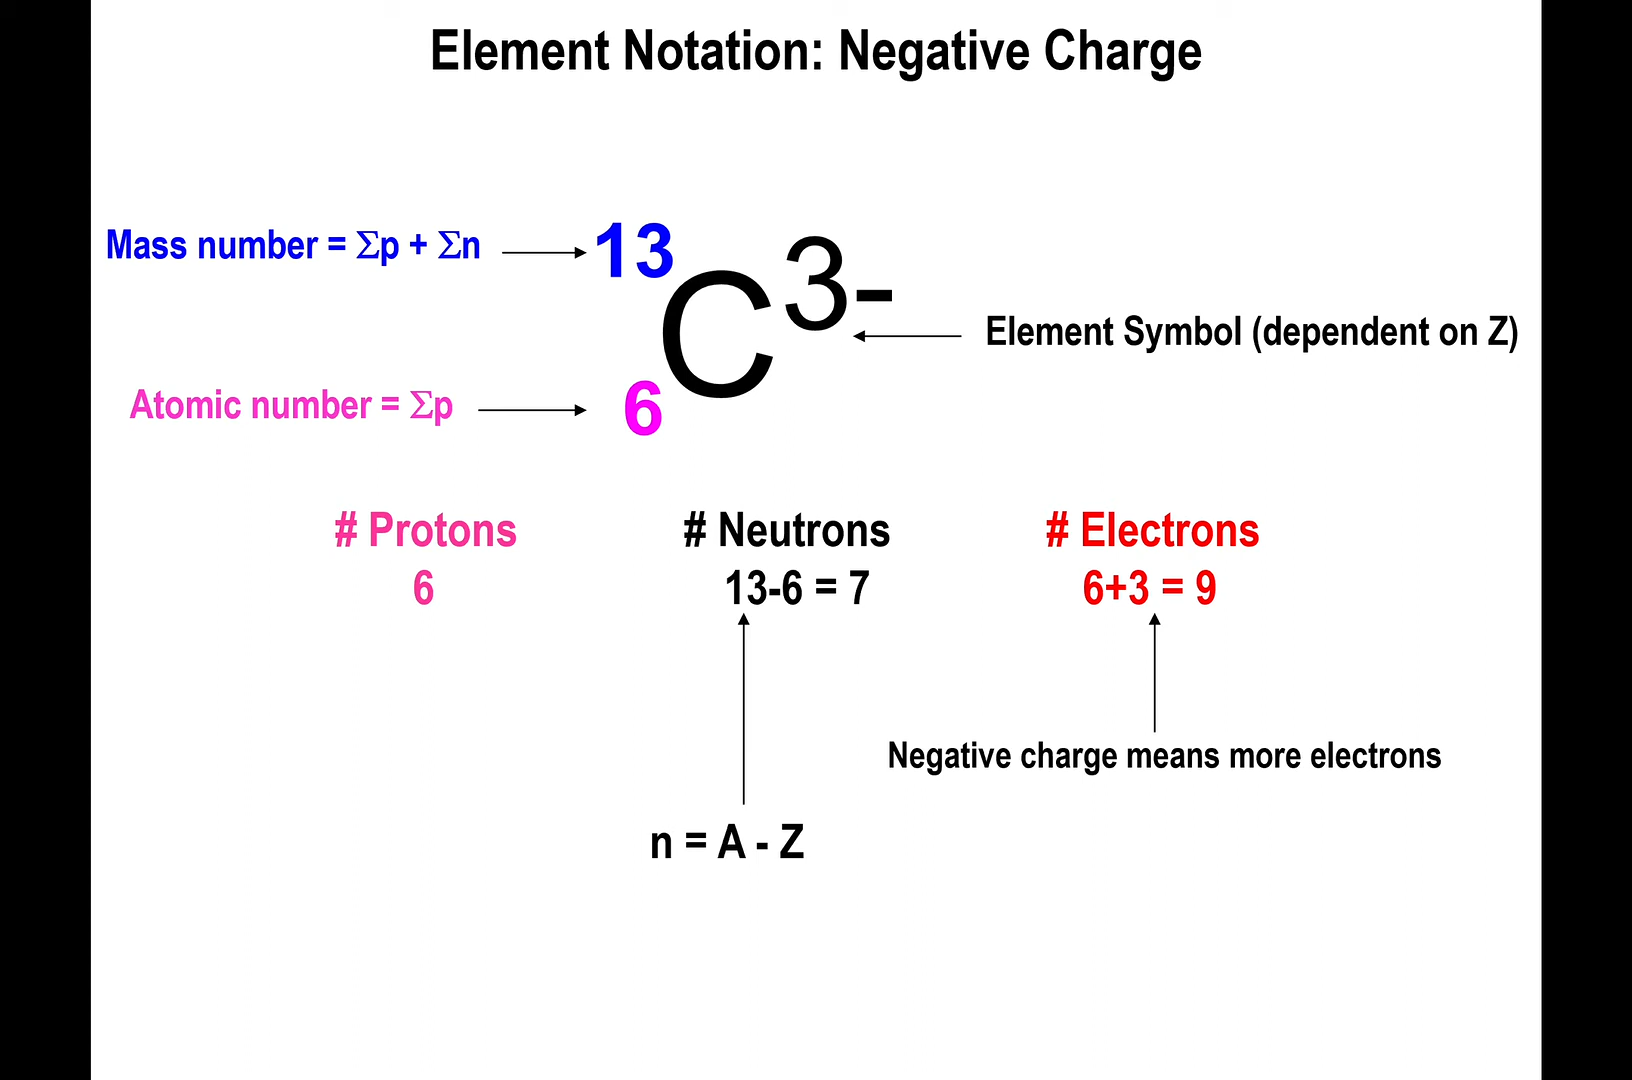 Element Notation: Negative Charge
Mass number = Σp + Σn
13
C
3-
Element Symbol (dependent on Z)
Atomic number = Σp
6
# Protons
6
# Neutrons
13-6 = 7
# Electrons
6+3 = 9
Negative charge means more electrons
n = A - Z